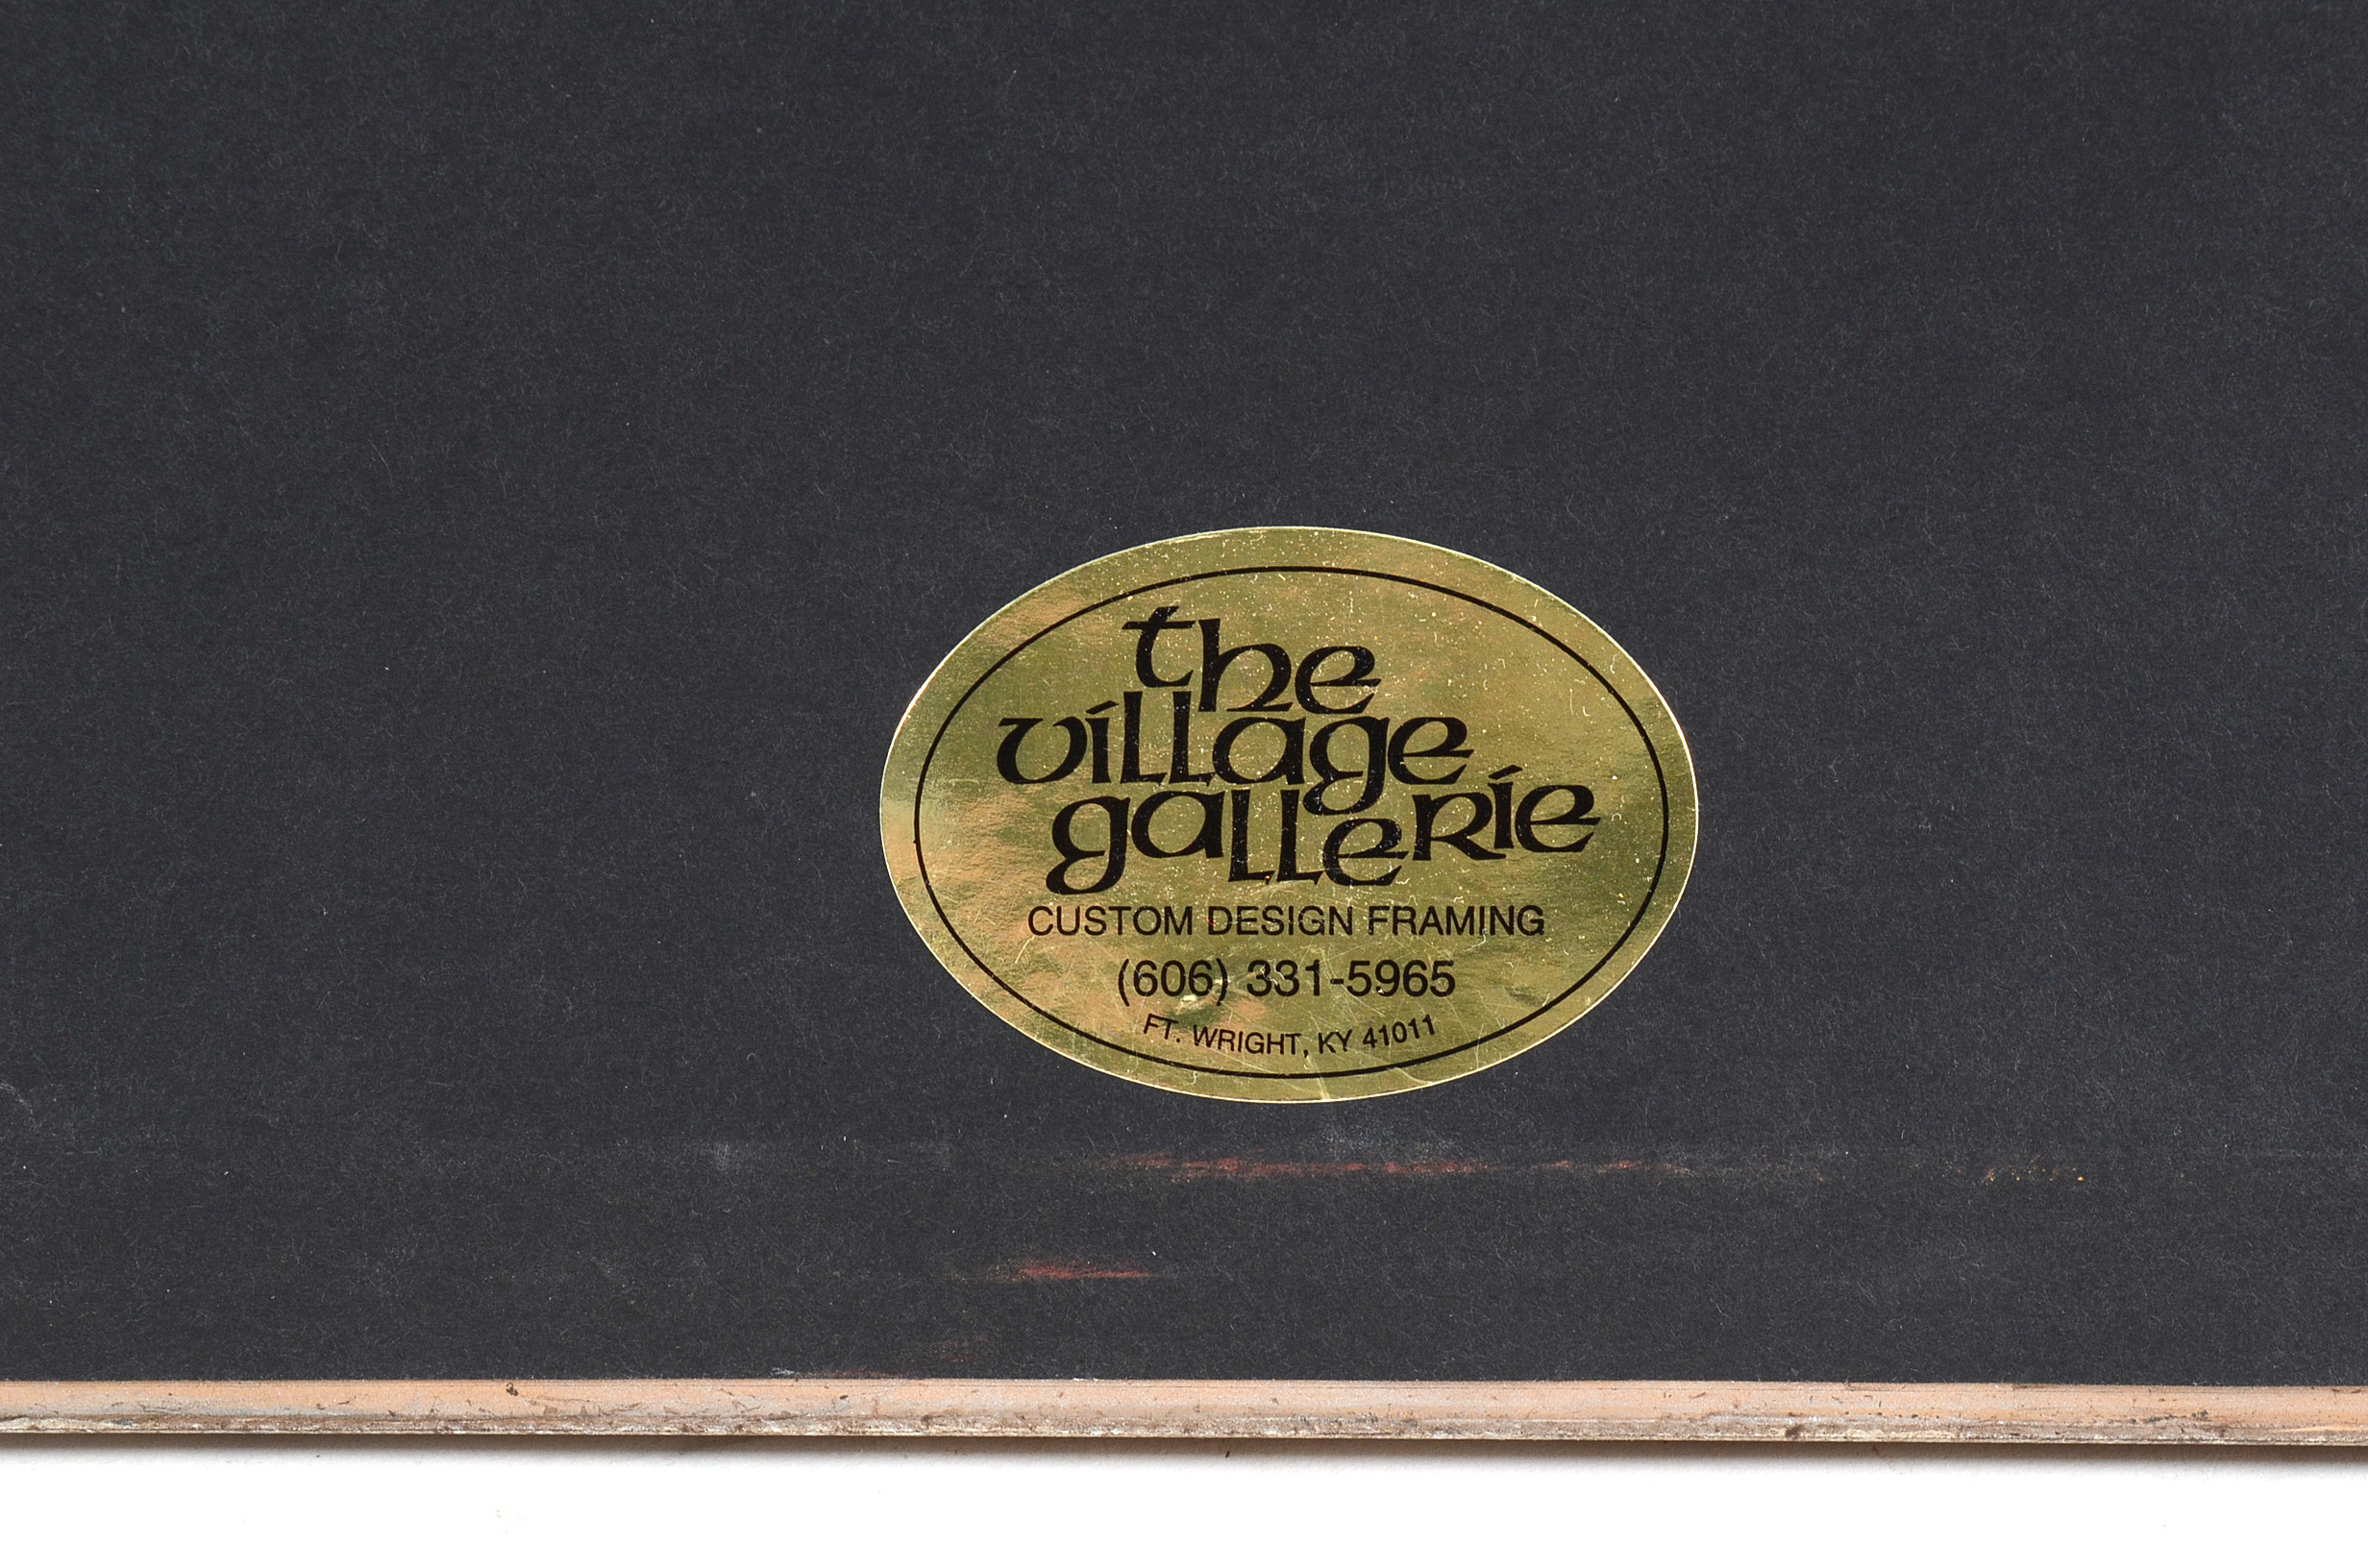 the
village
gallerie
CUSTOM DESIGN FRAMING
(606) 331-5965
FT. WRIGHT, KY 41011